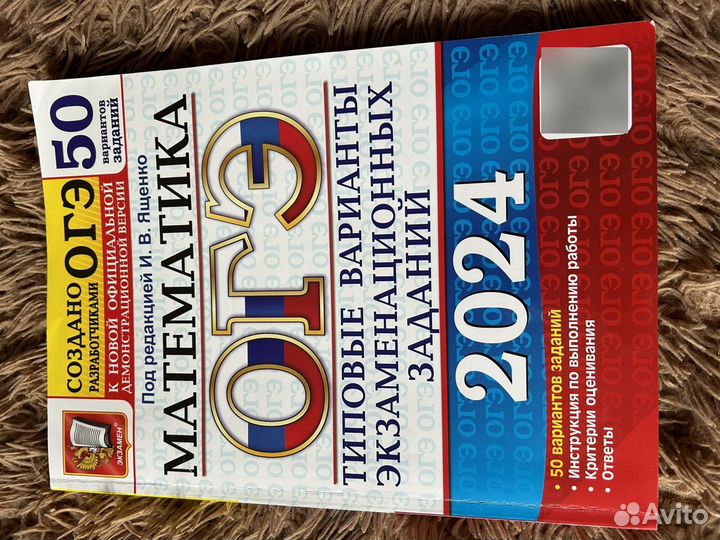 СОЗДАНО
РАЗРАБОТЧИКАМИ ОГЭ
50
вариантов
заданий
К НОВОЙ ОФИЦИАЛЬНОЙ
ДЕМОНСТРАЦИОННОЙ ВЕРСИИ
ЭКЗАМЕН®
Под редакцией И. В. Ященко
МАТЕМАТИКА
ОГЭ
ТИПОВЫЕ ВАРИАНТЫ
ЭКЗАМЕНАЦИОННЫХ
ЗАДАНИЙ
2024
• 50 вариантов заданий
• Инструкция по выполнению работы
• Критерии оценивания
• Ответы
Avito